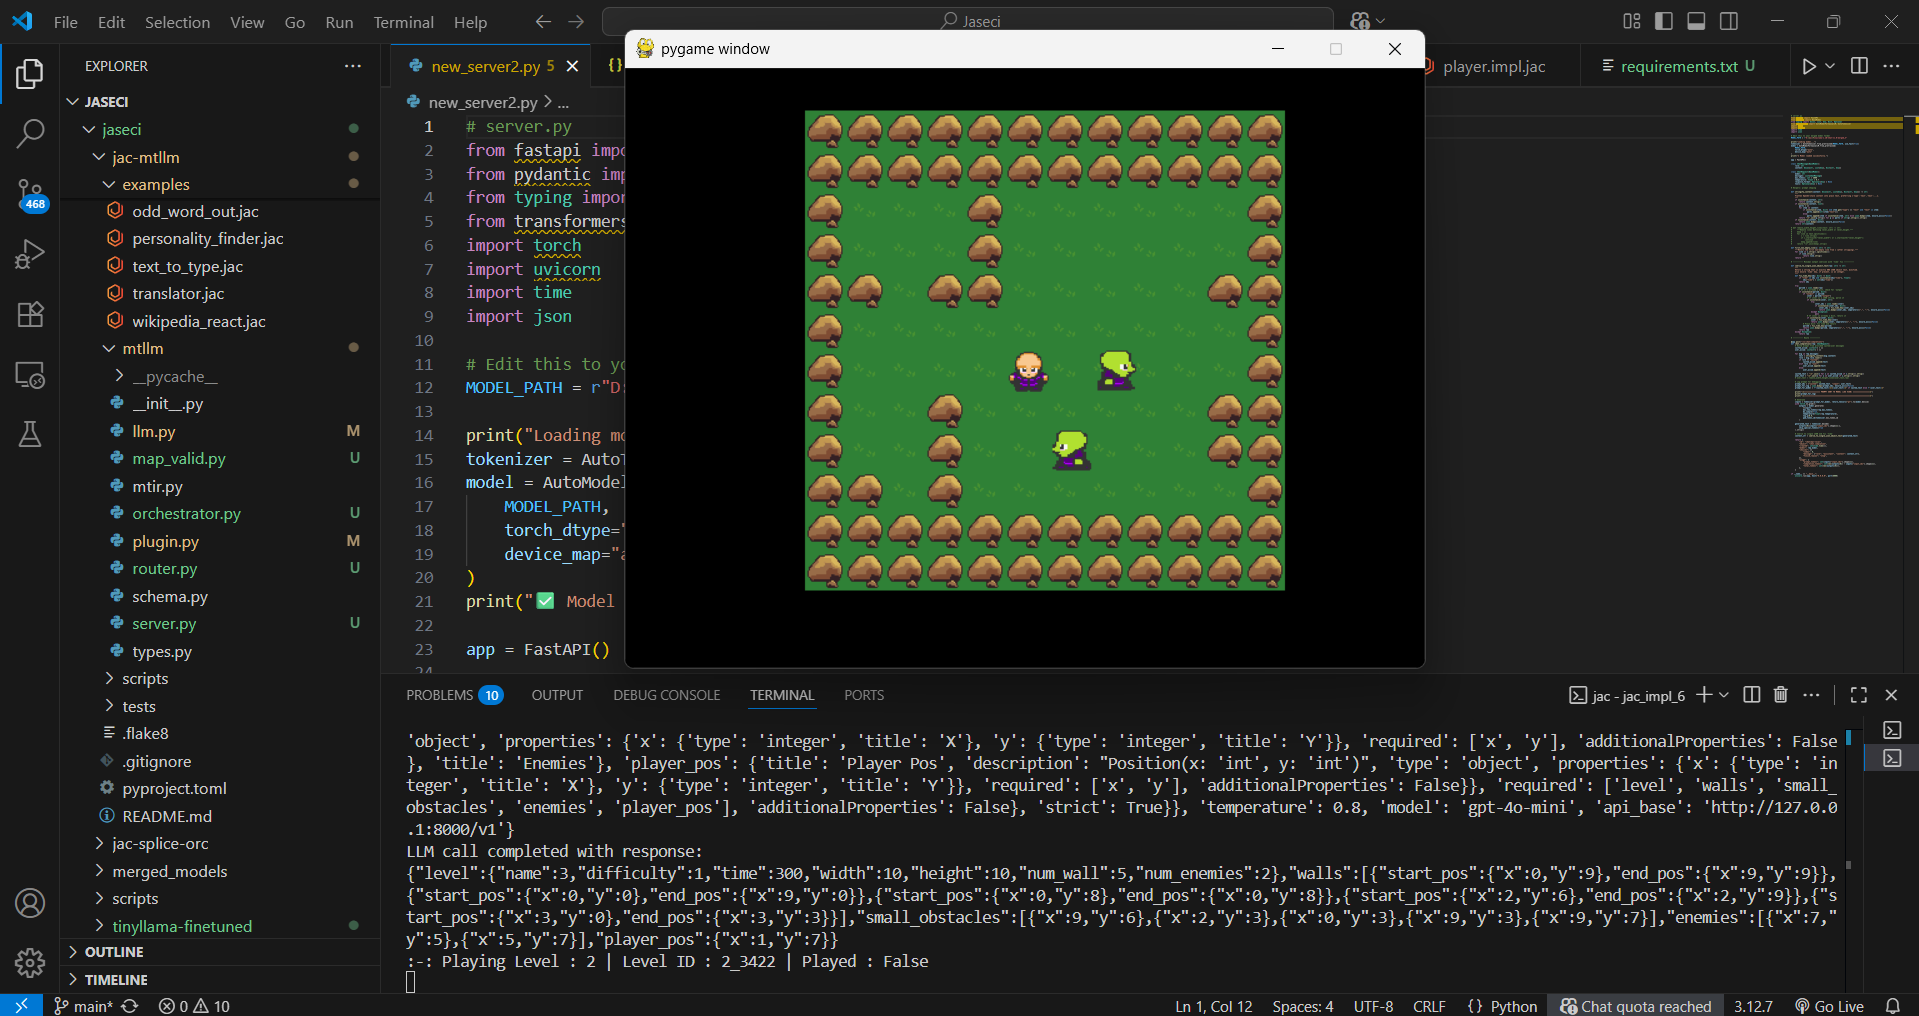 File Edit Selection View Go Run Terminal Help
Jaseci
pygame window
EXPLORER
new_server2.py 5
player.impl.jac
requirements.txt U
JASECI
jaseci
jac-mtllm
examples
odd_word_out.jac
personality_finder.jac
text_to_type.jac
translator.jac
wikipedia_react.jac
mtllm
__pycache__
__init__.py
llm.py M
map_valid.py U
mtir.py
orchestrator.py U
plugin.py M
router.py U
schema.py
server.py U
types.py
scripts
tests
.flake8
.gitignore
pyproject.toml
README.md
jac-splice-orc
merged_models
scripts
tinyllama-finetuned
OUTLINE
TIMELINE
468
new_server2.py > ...
1 # server.py
2 from fastapi impo
3 from pydantic imp
4 from typing impor
5 from transformers
6 import torch
7 import uvicorn
8 import time
9 import json
10
11 # Edit this to yo
12 MODEL_PATH = r"D:
13
14 print("Loading mo
15 tokenizer = AutoT
16 model = AutoModel
17 MODEL_PATH,
18 torch_dtype="
19 device_map="a
20 )
21 print("✅ Model
22
23 app = FastAPI()
24
PROBLEMS 10 OUTPUT DEBUG CONSOLE TERMINAL PORTS
jac - jac_impl_6
'object', 'properties': {'x': {'type': 'integer', 'title': 'X'}, 'y': {'type': 'integer', 'title': 'Y'}}, 'required': ['x', 'y'], 'additionalProperties': False
}, 'title': 'Enemies'}, 'player_pos': {'title': 'Player Pos', 'description': "Position(x: 'int', y: 'int')", 'type': 'object', 'properties': {'x': {'type': 'in
teger', 'title': 'X'}, 'y': {'type': 'integer', 'title': 'Y'}}, 'required': ['x', 'y'], 'additionalProperties': False}}, 'required': ['level', 'walls', 'small_
obstacles', 'enemies', 'player_pos'], 'additionalProperties': False}, 'strict': True}}, 'temperature': 0.8, 'model': 'gpt-4o-mini', 'api_base': 'http://127.0.0
.1:8000/v1'}
LLM call completed with response:
{"level":{"name":3,"difficulty":1,"time":300,"width":10,"height":10,"num_wall":5,"num_enemies":2},"walls":[{"start_pos":{"x":0,"y":9},"end_pos":{"x":9,"y":9}},
{"start_pos":{"x":0,"y":0},"end_pos":{"x":9,"y":0}},{"start_pos":{"x":0,"y":8},"end_pos":{"x":0,"y":8}},{"start_pos":{"x":2,"y":6},"end_pos":{"x":2,"y":9}},{"s
tart_pos":{"x":3,"y":0},"end_pos":{"x":3,"y":3}}],"small_obstacles":[{"x":9,"y":6},{"x":2,"y":3},{"x":0,"y":3},{"x":9,"y":3},{"x":9,"y":7}],"enemies":[{"x":7,"
y":5},{"x":5,"y":7}],"player_pos":{"x":1,"y":7}}
:-: Playing Level : 2 | Level ID : 2_3422 | Played : False
main* 0 10
Ln 1, Col 12 Spaces: 4 UTF-8 CRLF { } Python Chat quota reached 3.12.7 Go Live